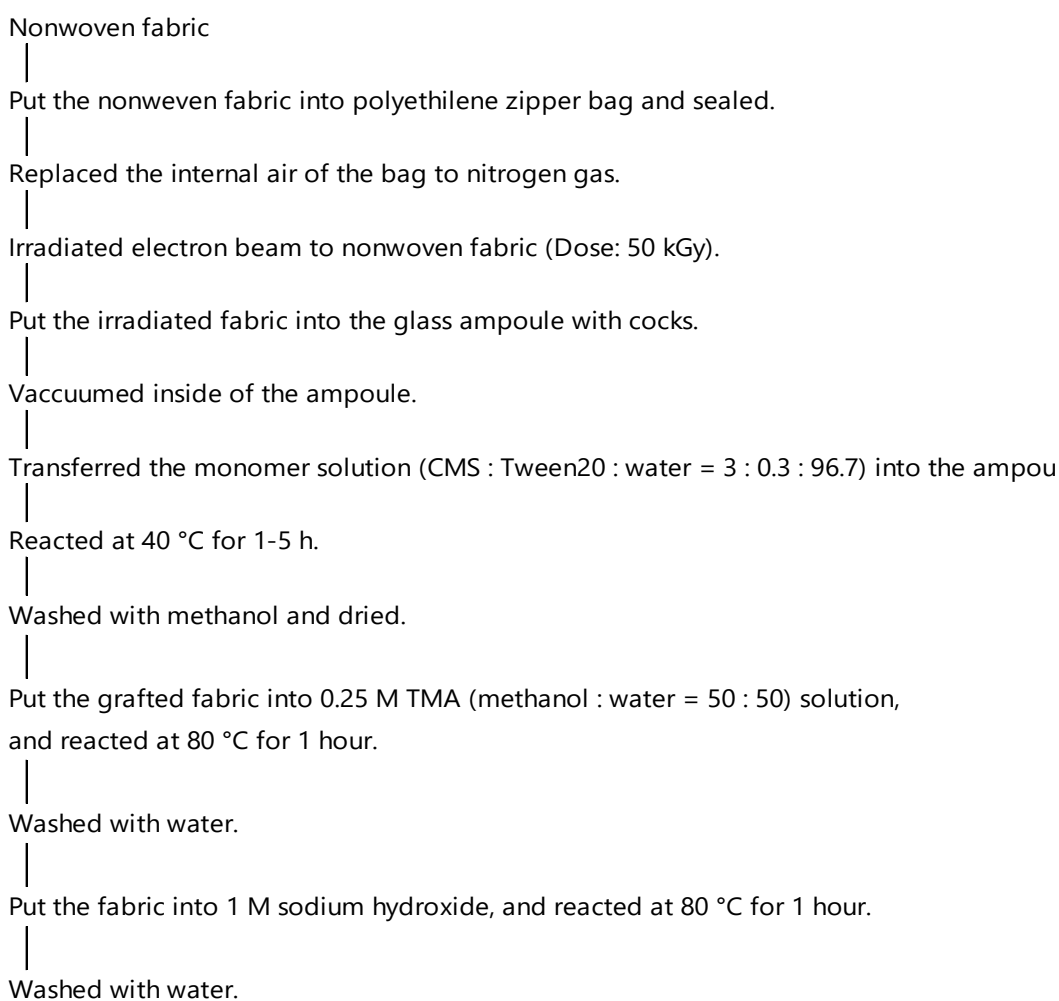 Nonwoven fabric
Put the nonweven fabric into polyethilene zipper bag and sealed.
Replaced the internal air of the bag to nitrogen gas.
Irradiated electron beam to nonwoven fabric (Dose: 50 kGy).
Put the irradiated fabric into the glass ampoule with cocks.
Vaccuumed inside of the ampoule.
Transferred the monomer solution (CMS : Tween20 : water = 3 : 0.3 : 96.7) into the ampou
Reacted at 40 °C for 1-5 h.
Washed with methanol and dried.
Put the grafted fabric into 0.25 M TMA (methanol : water = 50 : 50) solution,
and reacted at 80 °C for 1 hour.
Washed with water.
Put the fabric into 1 M sodium hydroxide, and reacted at 80 °C for 1 hour.
Washed with water.